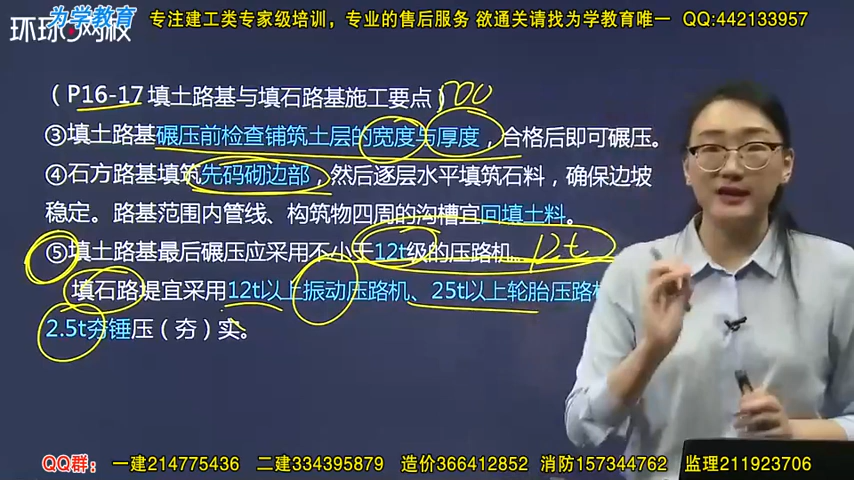 为学教育 专注建工类专家级培训，专业的售后服务 欲通关请找为学教育唯一 QQ:442133957
环球网校
（P16-17填土路基与填石路基施工要点） 700
③填土路基碾压前检查铺筑土层的宽度与厚度，合格后即可碾压。
④石方路基填筑先码砌边部，然后逐层水平填筑石料，确保边坡
稳定。路基范围内管线、构筑物四周的沟槽宜回填土料。
⑤填土路基最后碾压应采用不小于12t级的压路机。 12t
填石路堤宜采用12t以上振动压路机、25t以上轮胎压路机
2.5t夯锤压（夯）实。
QQ群： 一建214775436 二建334395879 造价366412852 消防157344762 监理211923706